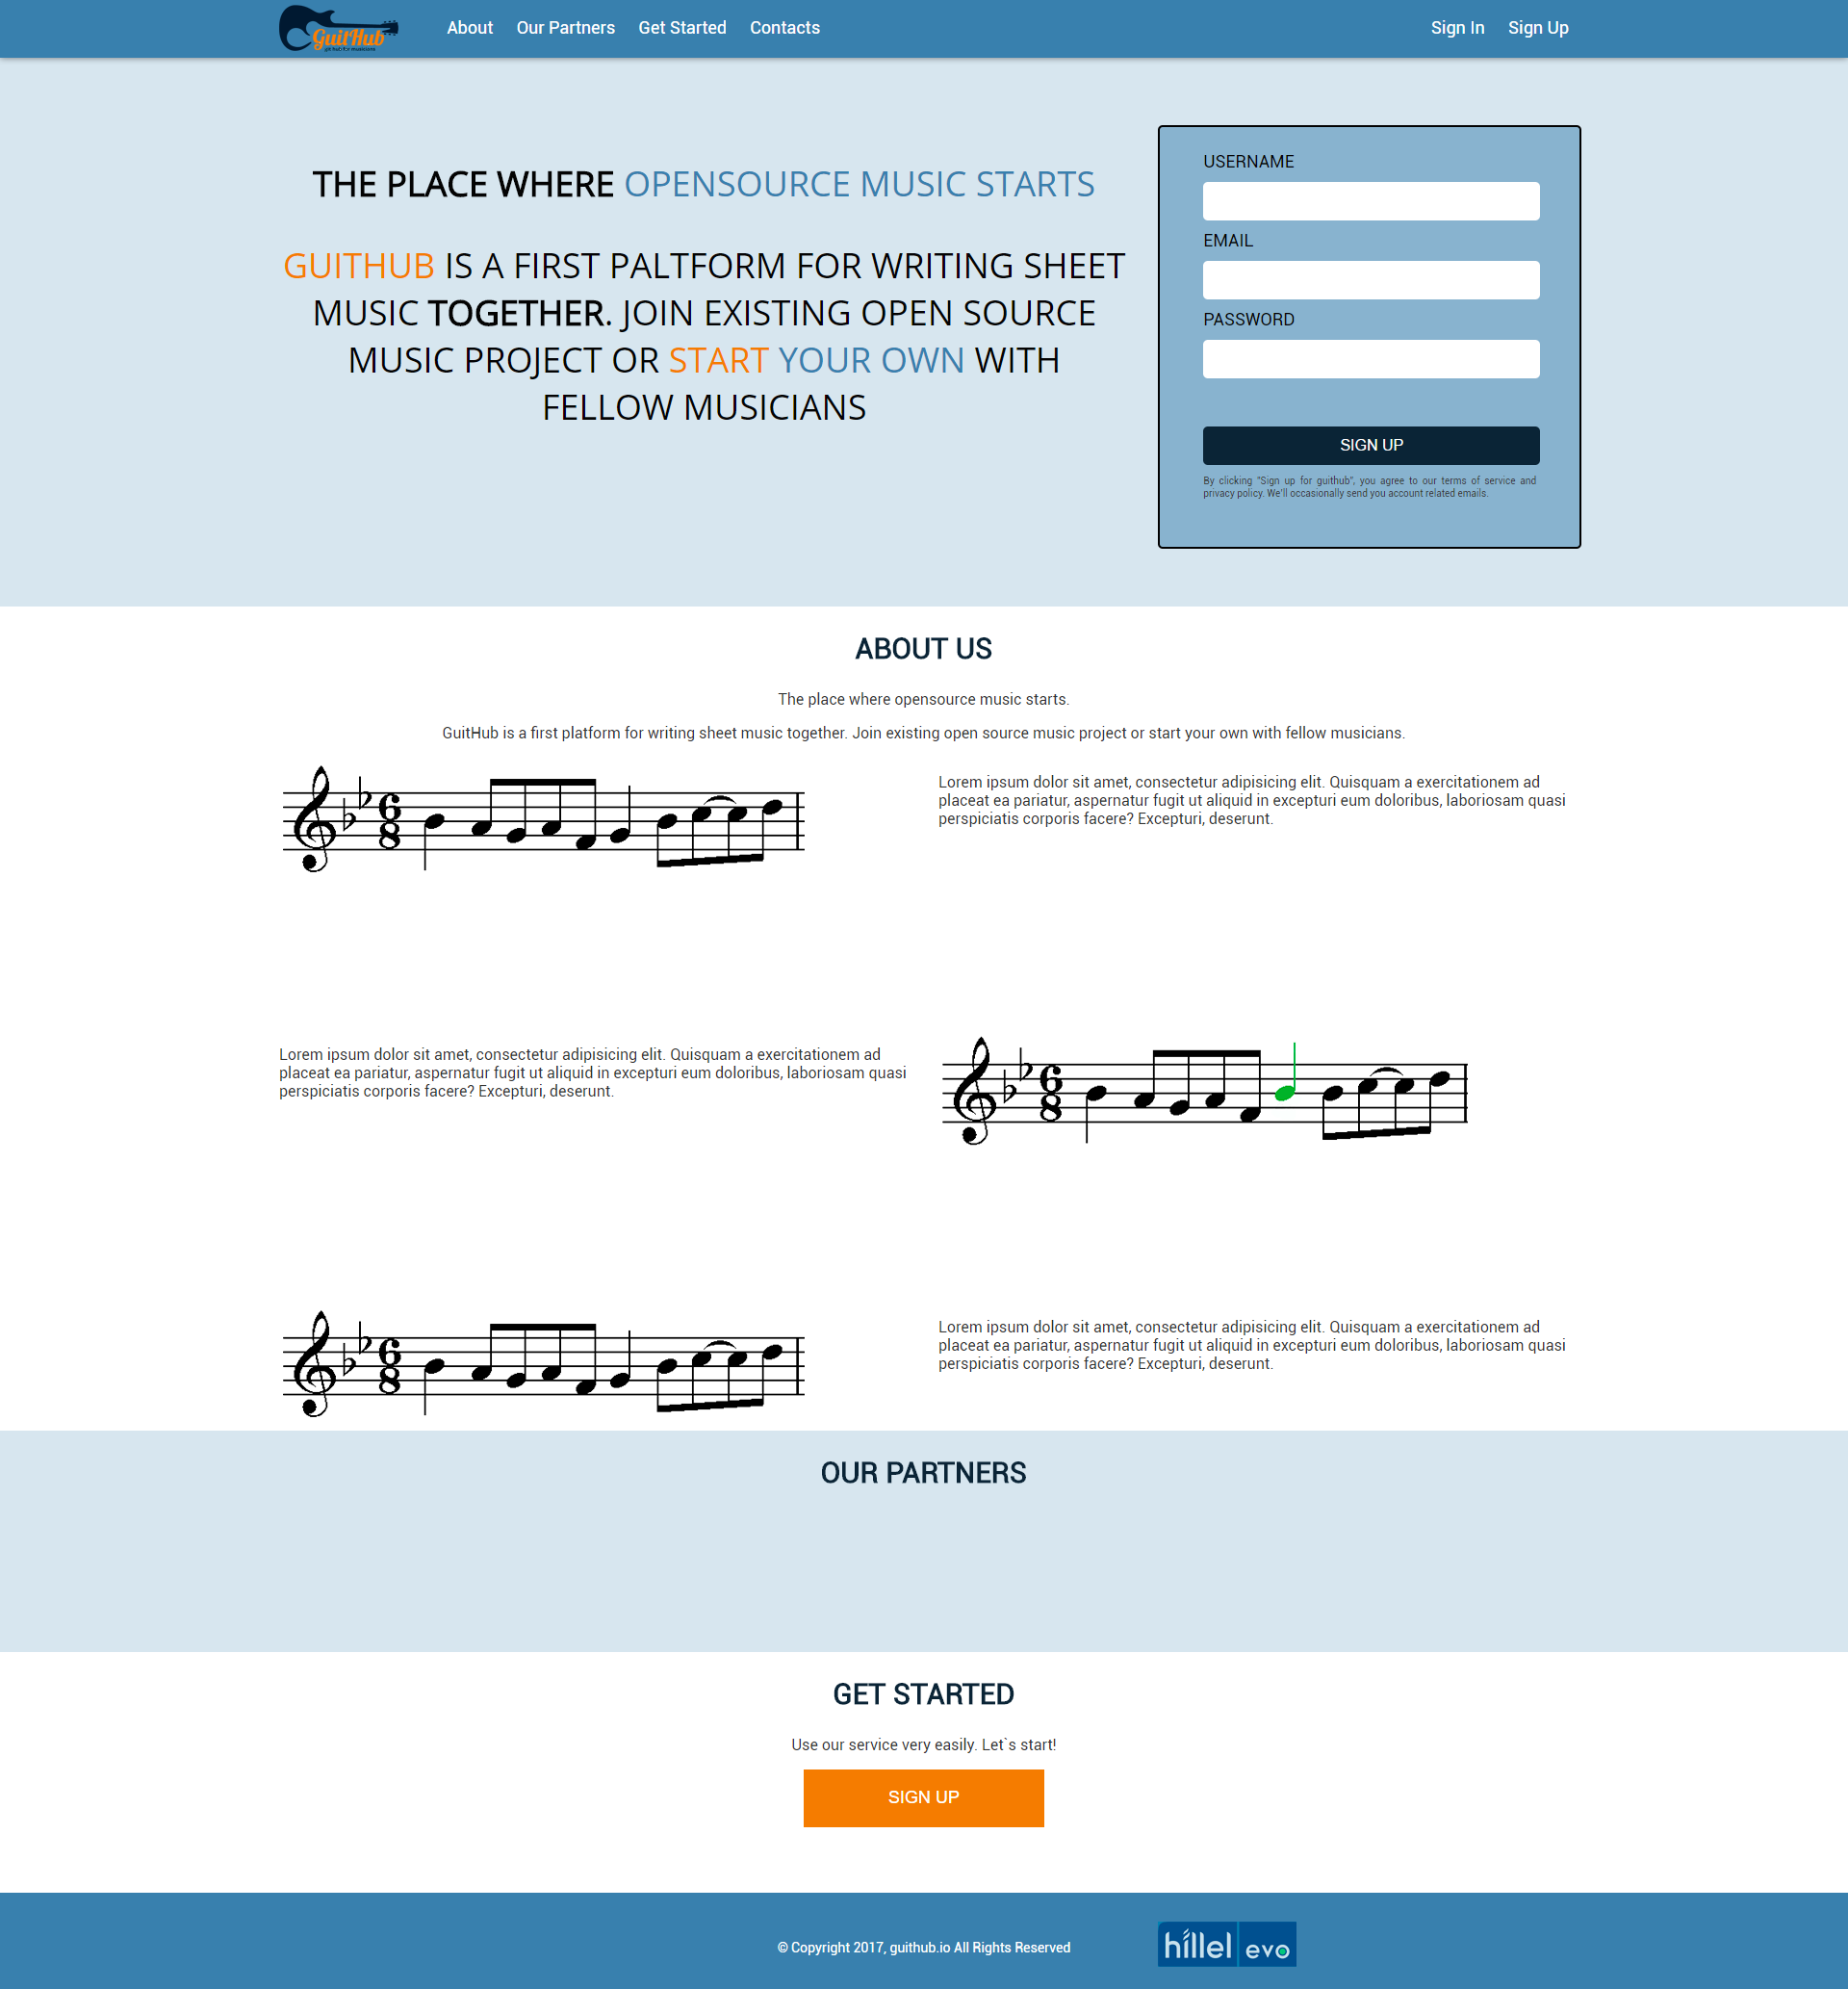 GuitHub
About Our Partners Get Started Contacts
Sign In Sign Up
THE PLACE WHERE OPENSOURCE MUSIC STARTS
GUITHUB IS A FIRST PALTFORM FOR WRITING SHEET
MUSIC TOGETHER. JOIN EXISTING OPEN SOURCE
MUSIC PROJECT OR START YOUR OWN WITH
FELLOW MUSICIANS
USERNAME
EMAIL
PASSWORD
SIGN UP
By clicking "Sign up for guithub", you agree to our terms of service and
privacy policy. We'll occasionally send you account related emails.
ABOUT US
The place where opensource music starts.
GuitHub is a first platform for writing sheet music together. Join existing open source music project or start your own with fellow musicians.
6
8
Lorem ipsum dolor sit amet, consectetur adipisicing elit. Quisquam a exercitationem ad
placeat ea pariatur, aspernatur fugit ut aliquid in excepturi eum doloribus, laboriosam quasi
perspiciatis corporis facere? Excepturi, deserunt.
Lorem ipsum dolor sit amet, consectetur adipisicing elit. Quisquam a exercitationem ad
placeat ea pariatur, aspernatur fugit ut aliquid in excepturi eum doloribus, laboriosam quasi
perspiciatis corporis facere? Excepturi, deserunt.
6
8
6
8
Lorem ipsum dolor sit amet, consectetur adipisicing elit. Quisquam a exercitationem ad
placeat ea pariatur, aspernatur fugit ut aliquid in excepturi eum doloribus, laboriosam quasi
perspiciatis corporis facere? Excepturi, deserunt.
OUR PARTNERS
GET STARTED
Use our service very easily. Let`s start!
SIGN UP
© Copyright 2017, guithub.io All Rights Reserved
hillel evo